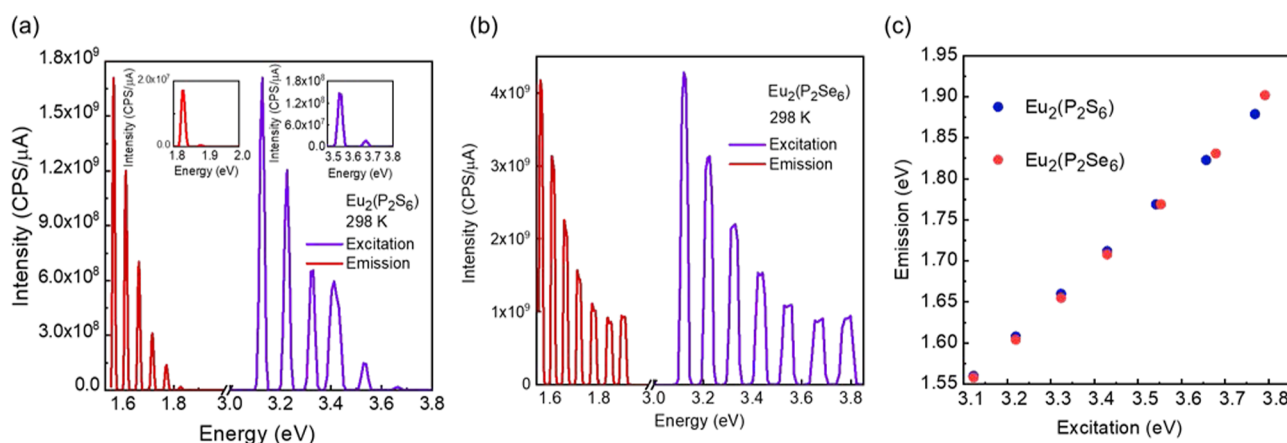 (a)
1.8x10⁹
1.5x10⁹
1.2x10⁹
9.0x10⁸
6.0x10⁸
3.0x10⁸
0.0
Intensity (CPS/μA)
1.6 1.8 3.0 3.2 3.4 3.6 3.8
Energy (eV)
2.0x10⁷
0.0
Intensity (CPS/μA)
1.8 1.9 2.0
Energy (eV)
1.8x10⁸
1.2x10⁸
6.0x10⁷
0.0
Intensity (CPS/μA)
3.5 3.6 3.7 3.8
Energy (eV)
Eu₂(P₂S₆)
298 K
Excitation
Emission
(b)
4x10⁹
3x10⁹
2x10⁹
1x10⁹
Intensity (CPS/μA)
1.6 1.8 3.0 3.2 3.4 3.6 3.8
Energy (eV)
Eu₂(P₂Se₆)
298 K
Excitation
Emission
(c)
1.95
1.90
1.85
1.80
1.75
1.70
1.65
1.60
1.55
Emission (eV)
3.1 3.2 3.3 3.4 3.5 3.6 3.7 3.8
Excitation (eV)
Eu₂(P₂S₆)
Eu₂(P₂Se₆)